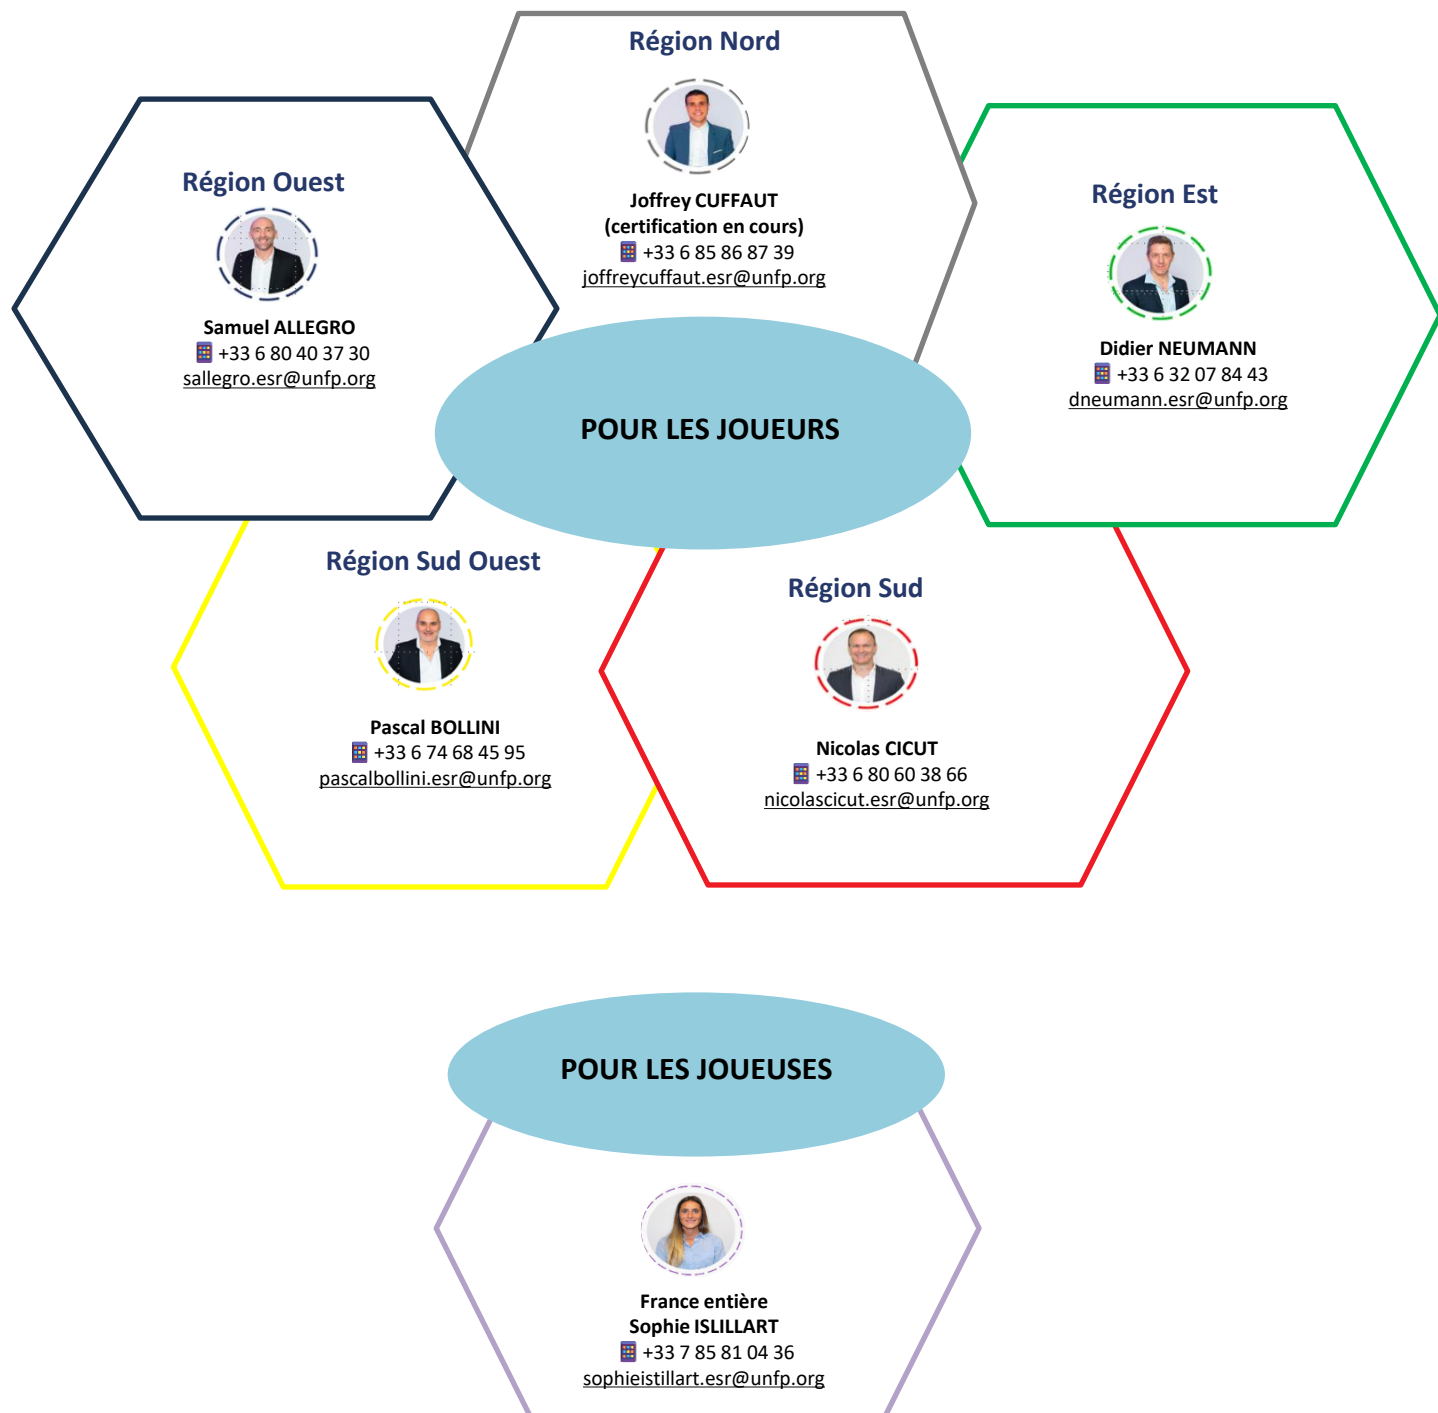 Région Nord
Joffrey CUFFAUT
(certification en cours)
+33 6 85 86 87 39
joffreycuffaut.esr@unfp.org
Région Ouest
Samuel ALLEGRO
+33 6 80 40 37 30
sallegro.esr@unfp.org
Région Est
Didier NEUMANN
+33 6 32 07 84 43
dneumann.esr@unfp.org
POUR LES JOUEURS
Région Sud Ouest
Pascal BOLLINI
+33 6 74 68 45 95
pascalbollini.esr@unfp.org
Région Sud
Nicolas CICUT
+33 6 80 60 38 66
nicolascicut.esr@unfp.org
POUR LES JOUEUSES
France entière
Sophie ISLILLART
+33 7 85 81 04 36
sophieistillart.esr@unfp.org